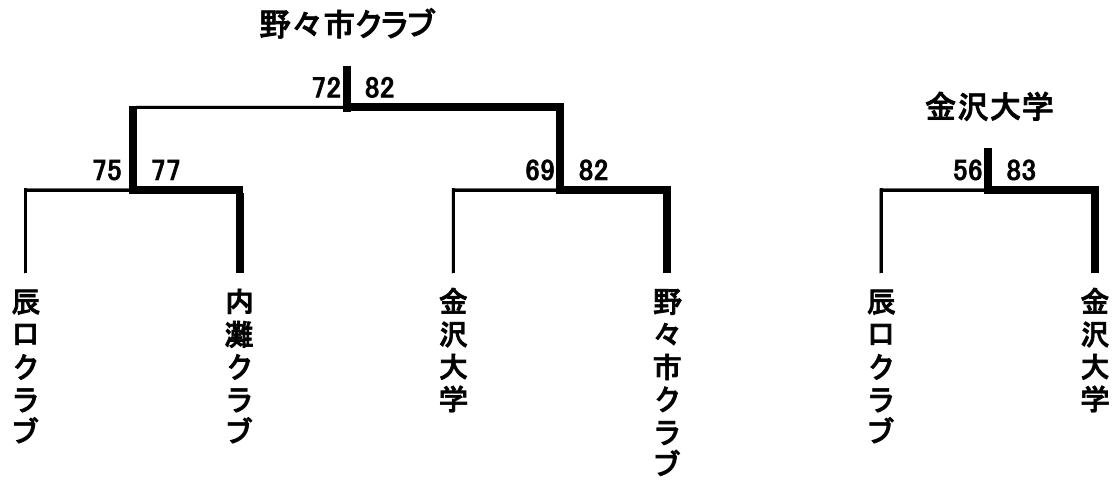 野々市クラブ
72 82
金沢大学
75 77
69 82
56 83
辰口クラブ
内灘クラブ
金沢大学
野々市クラブ
辰口クラブ
金沢大学